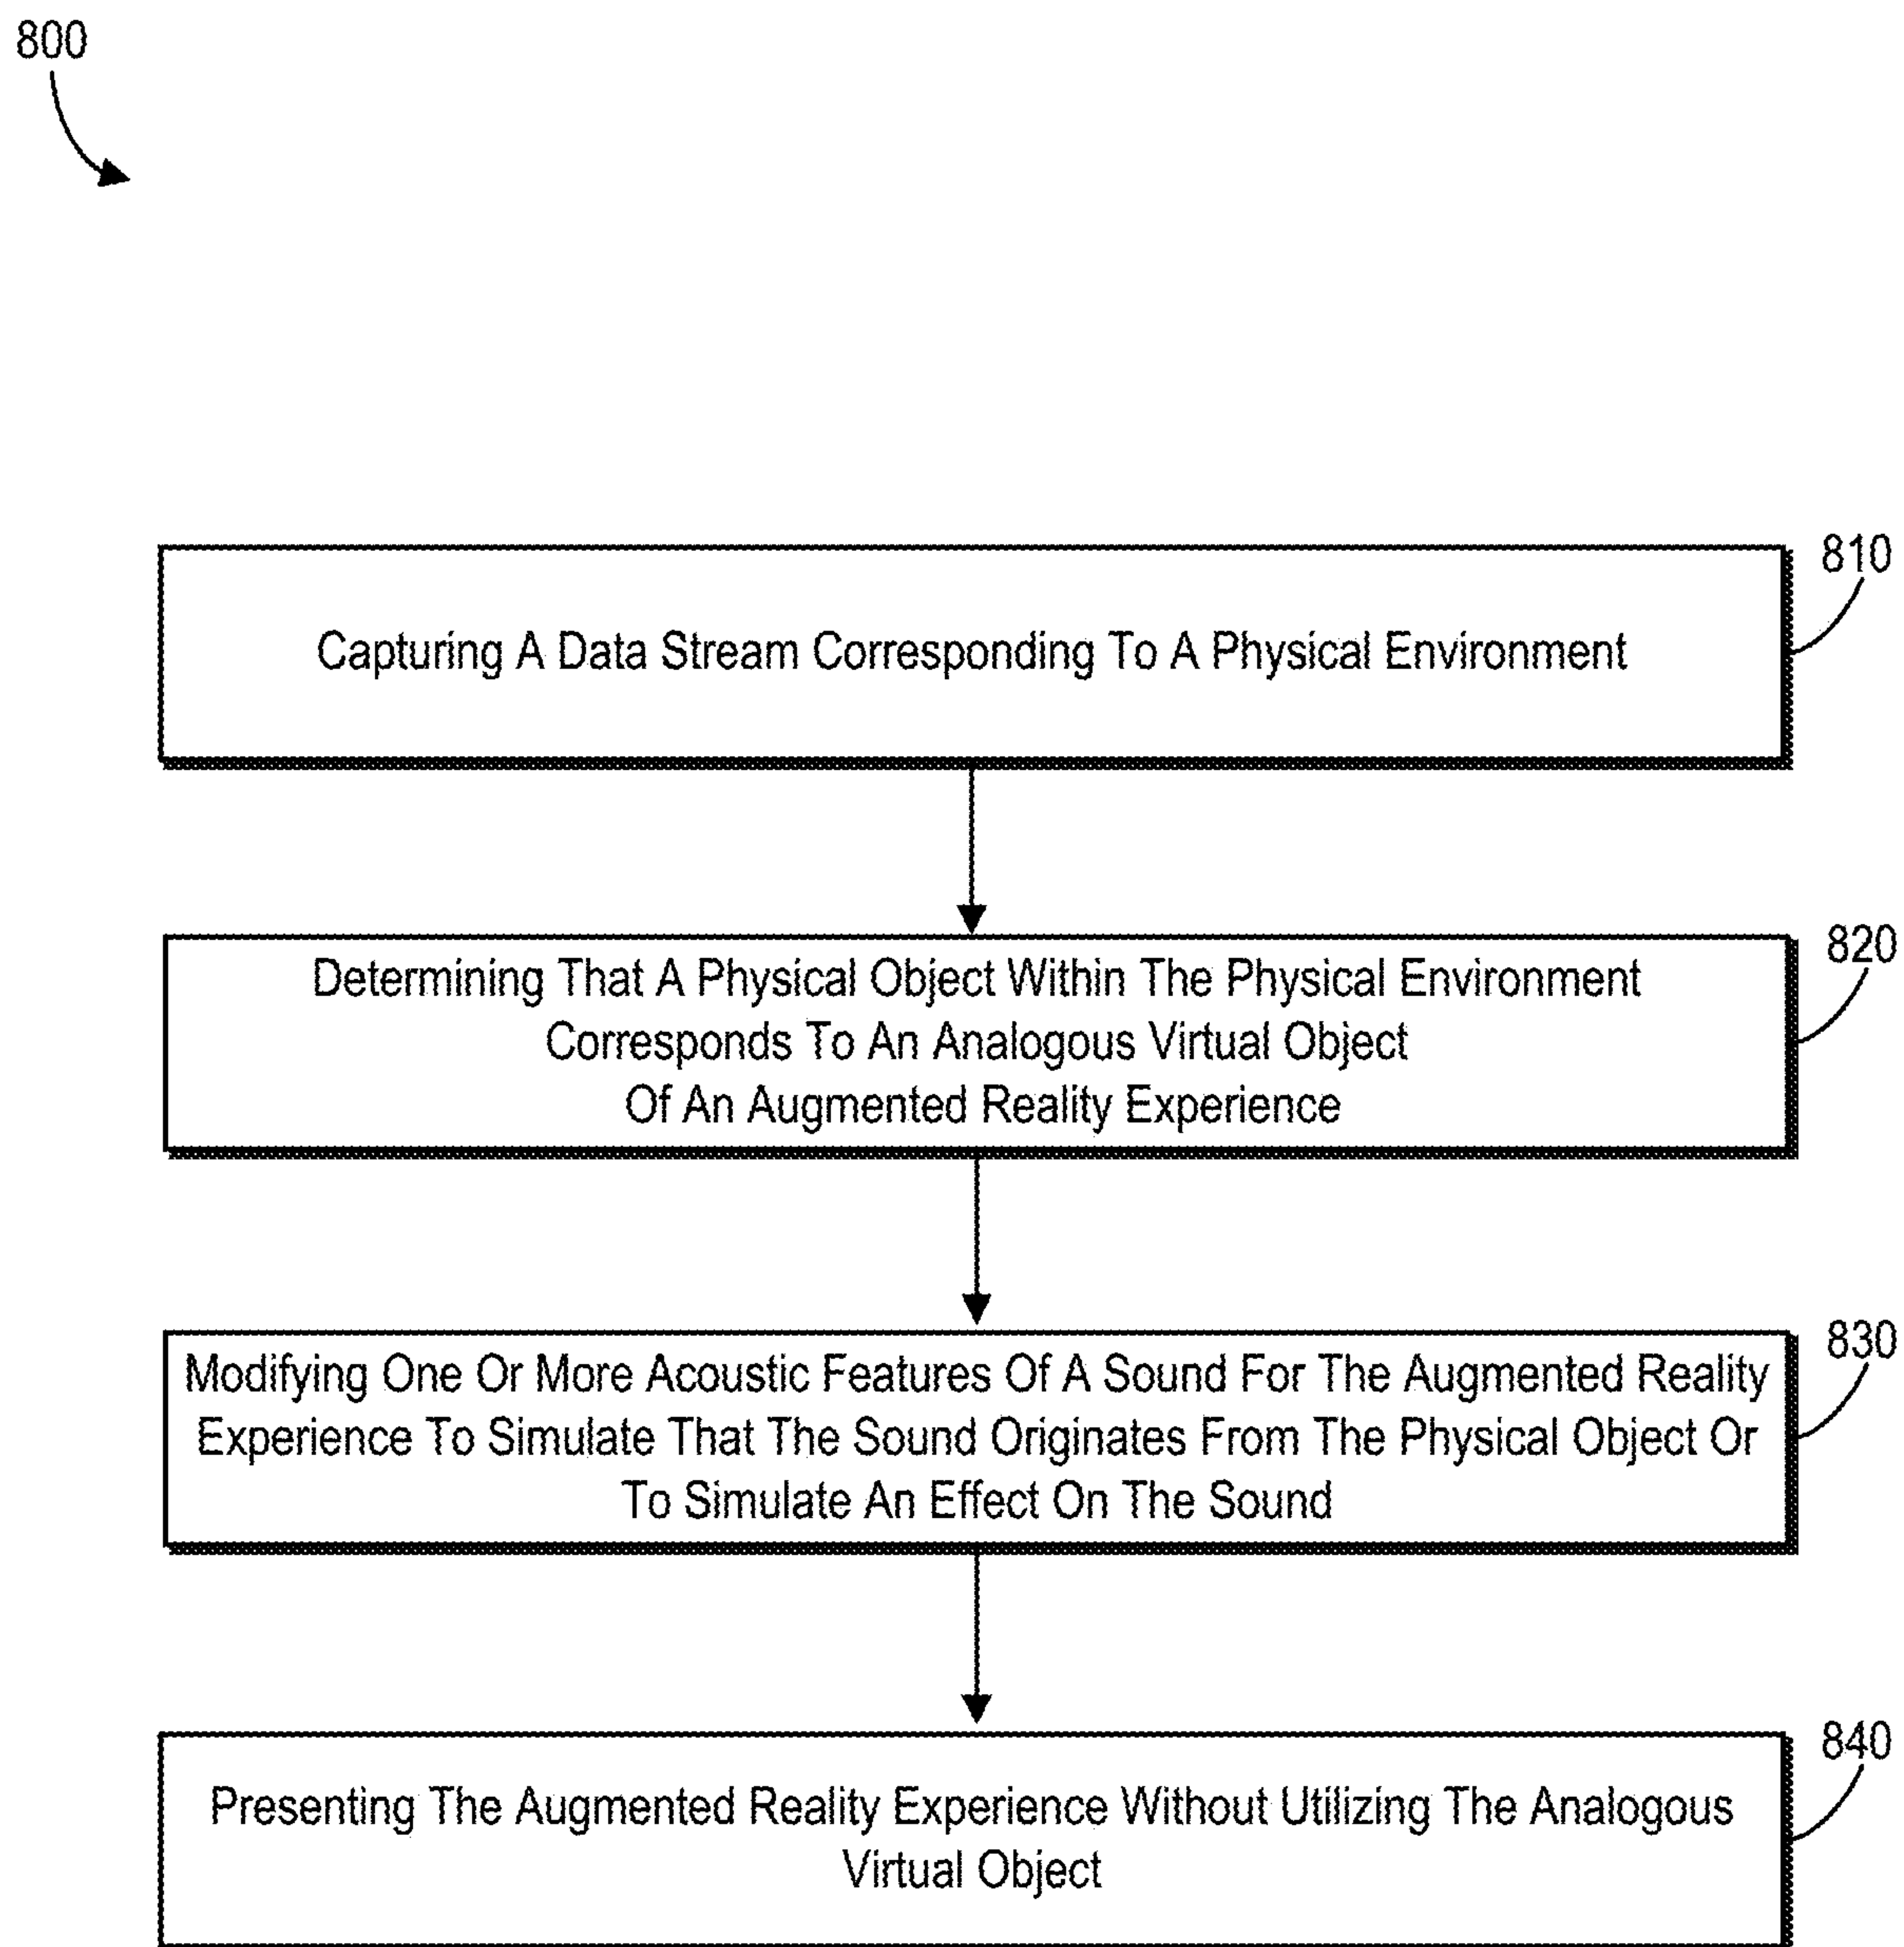 800
810
Capturing A Data Stream Corresponding To A Physical Environment
820
Determining That A Physical Object Within The Physical Environment
Corresponds To An Analogous Virtual Object
Of An Augmented Reality Experience
830
Modifying One Or More Acoustic Features Of A Sound For The Augmented Reality
Experience To Simulate That The Sound Originates From The Physical Object Or
To Simulate An Effect On The Sound
840
Presenting The Augmented Reality Experience Without Utilizing The Analogous
Virtual Object